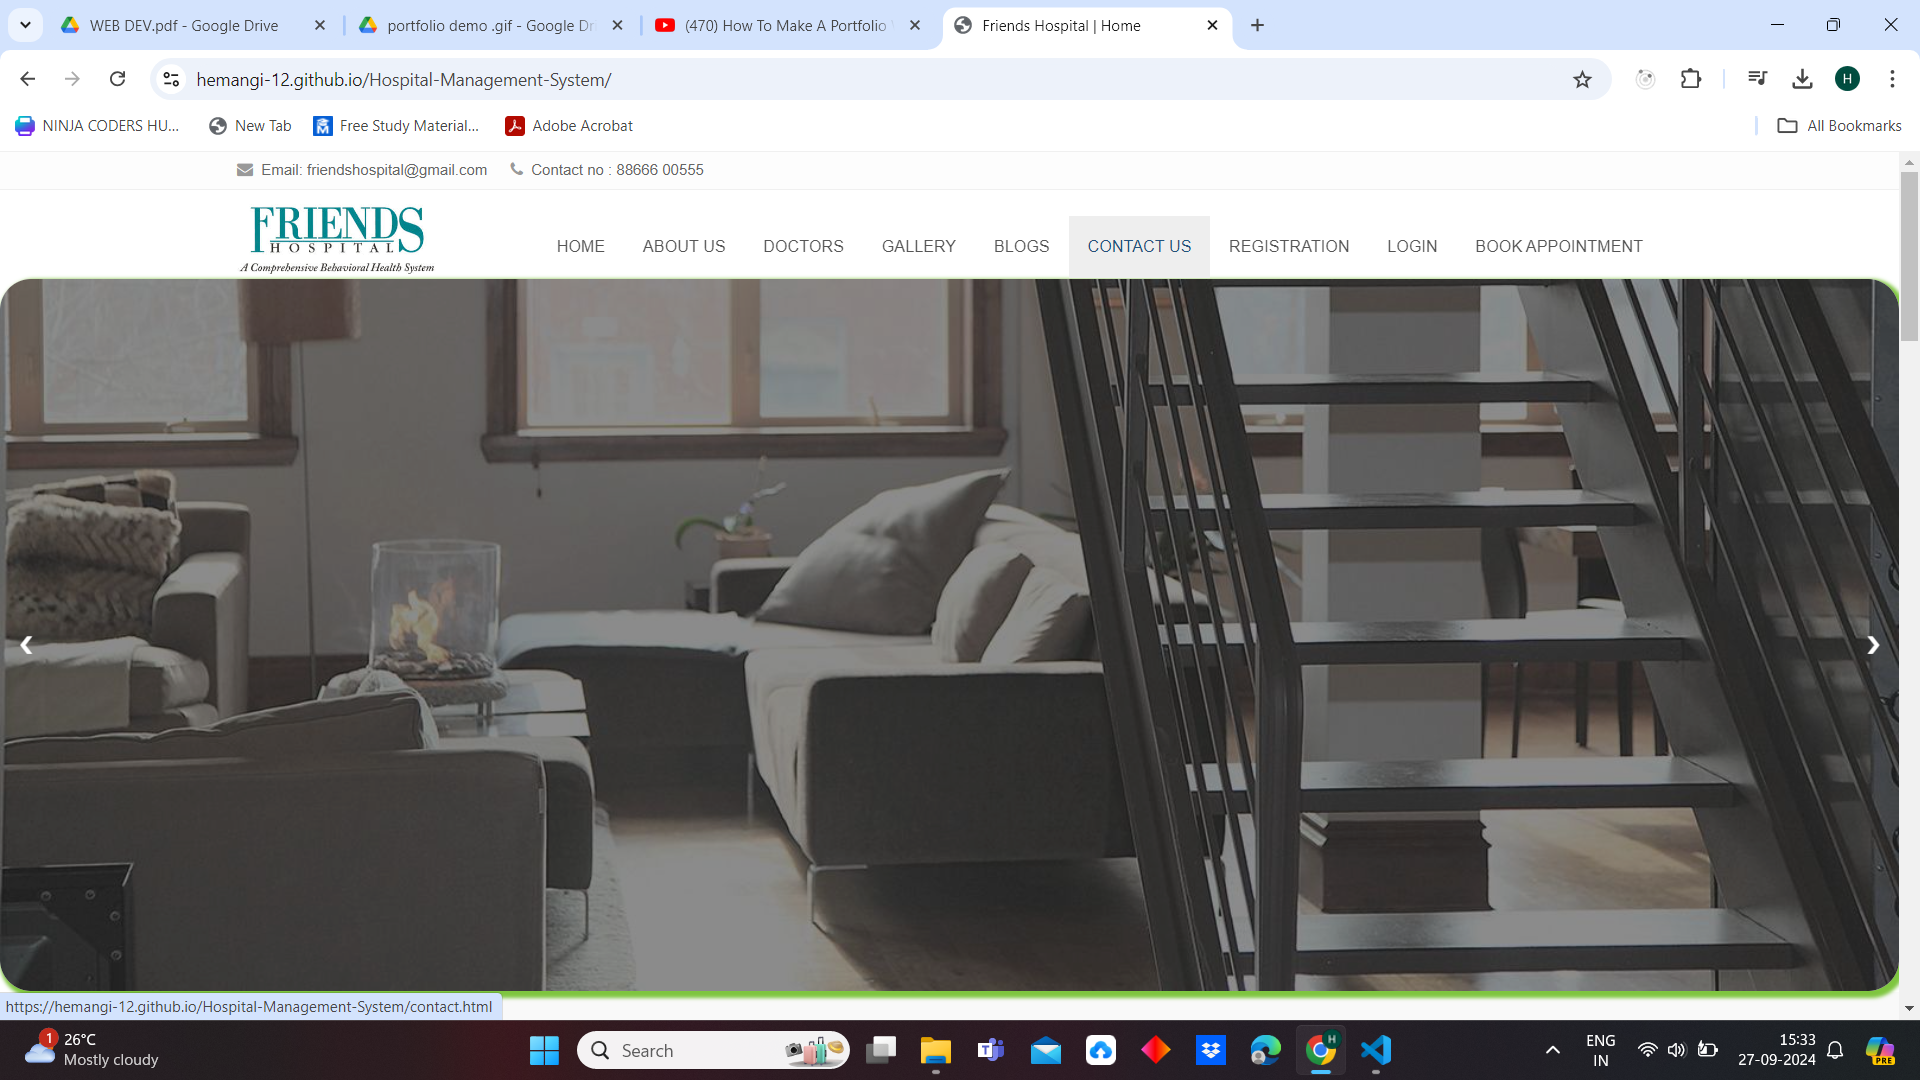 WEB DEV.pdf - Google Drive
portfolio demo .gif - Google Dr
(470) How To Make A Portfolio
Friends Hospital | Home
hemangi-12.github.io/Hospital-Management-System/
H
NINJA CODERS HU...
New Tab
Free Study Material...
Adobe Acrobat
All Bookmarks
Email: friendshospital@gmail.com
Contact no : 88666 00555
FRIENDS
HOSPITAL
A Comprehensive Behavioral Health System
HOME
ABOUT US
DOCTORS
GALLERY
BLOGS
CONTACT US
REGISTRATION
LOGIN
BOOK APPOINTMENT
https://hemangi-12.github.io/Hospital-Management-System/contact.html
1
26°C
Mostly cloudy
Search
H
ENG
IN
15:33
27-09-2024
PRE